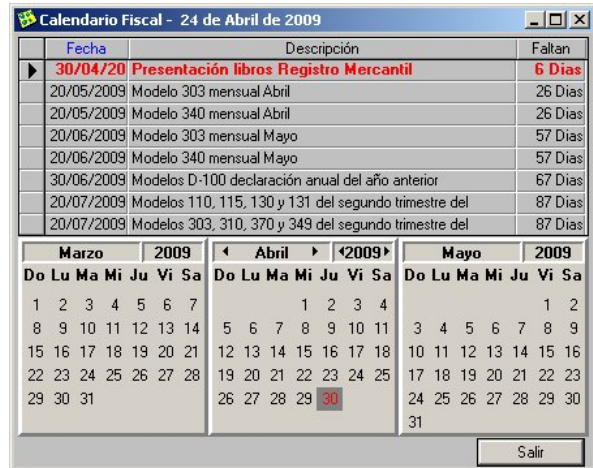 Calendario Fiscal - 24 de Abril de 2009
Fecha Descripción Faltan
30/04/20 Presentación libros Registro Mercantil 6 Dias
20/05/2009 Modelo 303 mensual Abril 26 Dias
20/05/2009 Modelo 340 mensual Abril 26 Dias
20/06/2009 Modelo 303 mensual Mayo 57 Dias
20/06/2009 Modelo 340 mensual Mayo 57 Dias
30/06/2009 Modelos D-100 declaración anual del año anterior 67 Dias
20/07/2009 Modelos 110, 115, 130 y 131 del segundo trimestre del 87 Dias
20/07/2009 Modelos 303, 310, 370 y 349 del segundo trimestre del 87 Dias
Marzo 2009 Abril 2009 Mayo 2009
Do Lu Ma Mi Ju Vi Sa Do Lu Ma Mi Ju Vi Sa Do Lu Ma Mi Ju Vi Sa
1 2 3 4 5 6 7 1 2 3 4 1 2
8 9 10 11 12 13 14 5 6 7 8 9 10 11 3 4 5 6 7 8 9
15 16 17 18 19 20 21 12 13 14 15 16 17 18 10 11 12 13 14 15 16
22 23 24 25 26 27 28 19 20 21 22 23 24 25 17 18 19 20 21 22 23
29 30 31 26 27 28 29 30 24 25 26 27 28 29 30
31
Salir